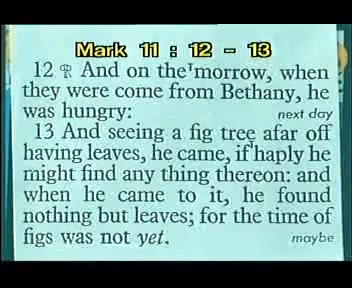 Mark 11 : 12 - 13
12 And on the morrow, when
they were come from Bethany, he
was hungry:
next day
13 And seeing a fig tree afar off
having leaves, he came, if haply he
might find any thing thereon: and
when he came to it, he found
nothing but leaves; for the time of
figs was not yet.
maybe